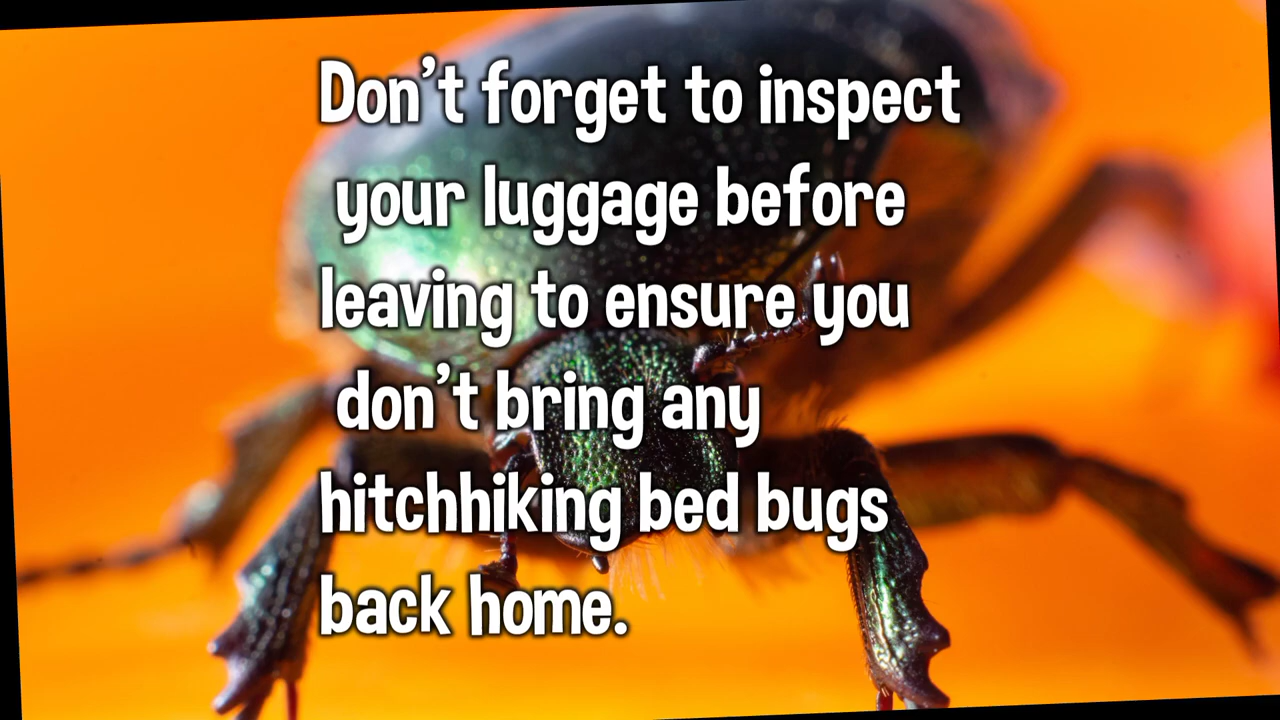 Don't forget to inspect
your luggage before
leaving to ensure you
don't bring any
hitchhiking bed bugs
back home.